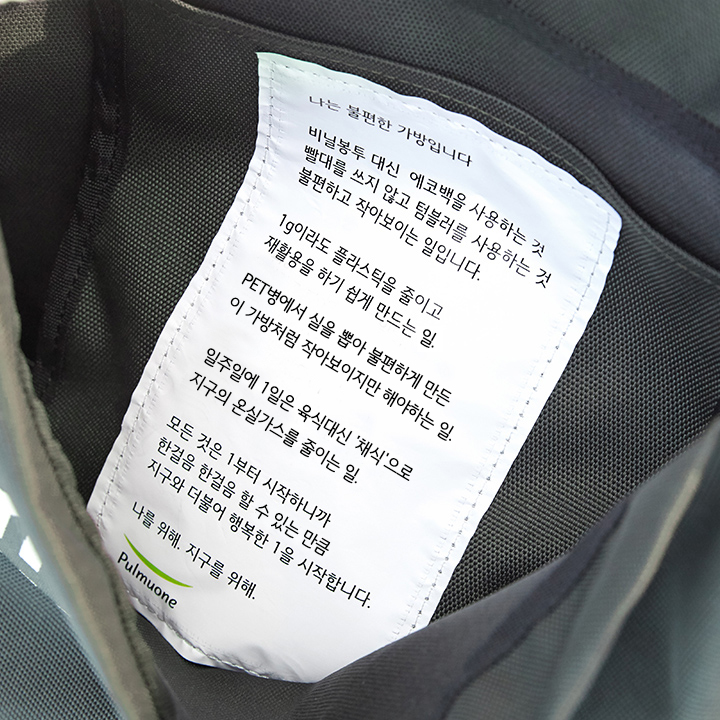 나는 불편한 가방입니다
비닐봉투 대신 에코백을 사용하는 것
빨대를 쓰지 않고 텀블러를 사용하는 것
불편하고 작아보이는 일입니다.
1g이라도 플라스틱을 줄이고
재활용을 하기 쉽게 만드는 일.
PET병에서 실을 뽑아 불편하게 만든
이 가방처럼 작아보이지만 해야하는 일.
일주일에 1일은 육식대신 '채식'으로
지구의 온실가스를 줄이는 일.
모든 것은 1부터 시작하니까
한걸음 한걸음 할 수 있는 만큼
지구와 더불어 행복한 1을 시작합니다.
나를 위해. 지구를 위해.
Pulmuone